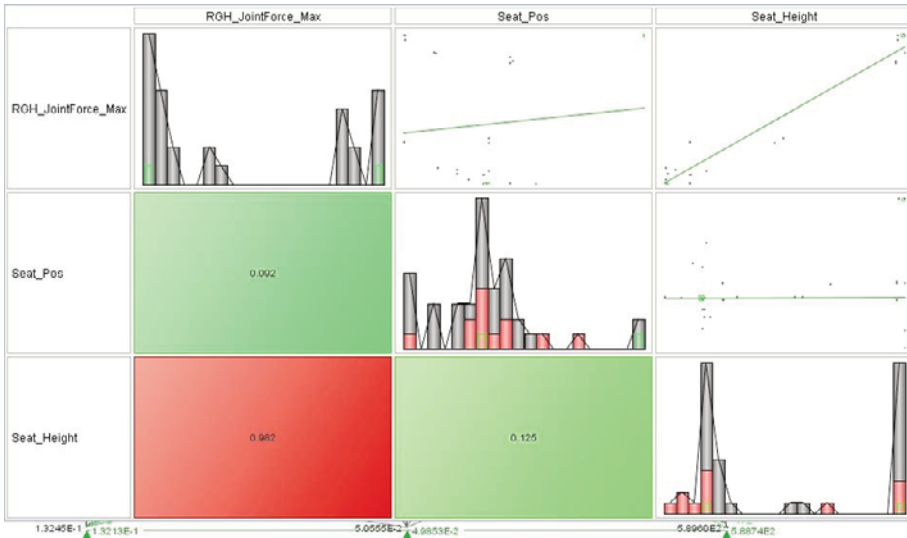 RGH_JointForce_Max Seat_Pos Seat_Height
RGH_JointForce_Max
Seat_Pos
0.092
Seat_Height
0.982
0.125
1.3245E-1 5.0555E-2 5.8960E2
1.3213E-1 4.9853E-2 5.8874E2